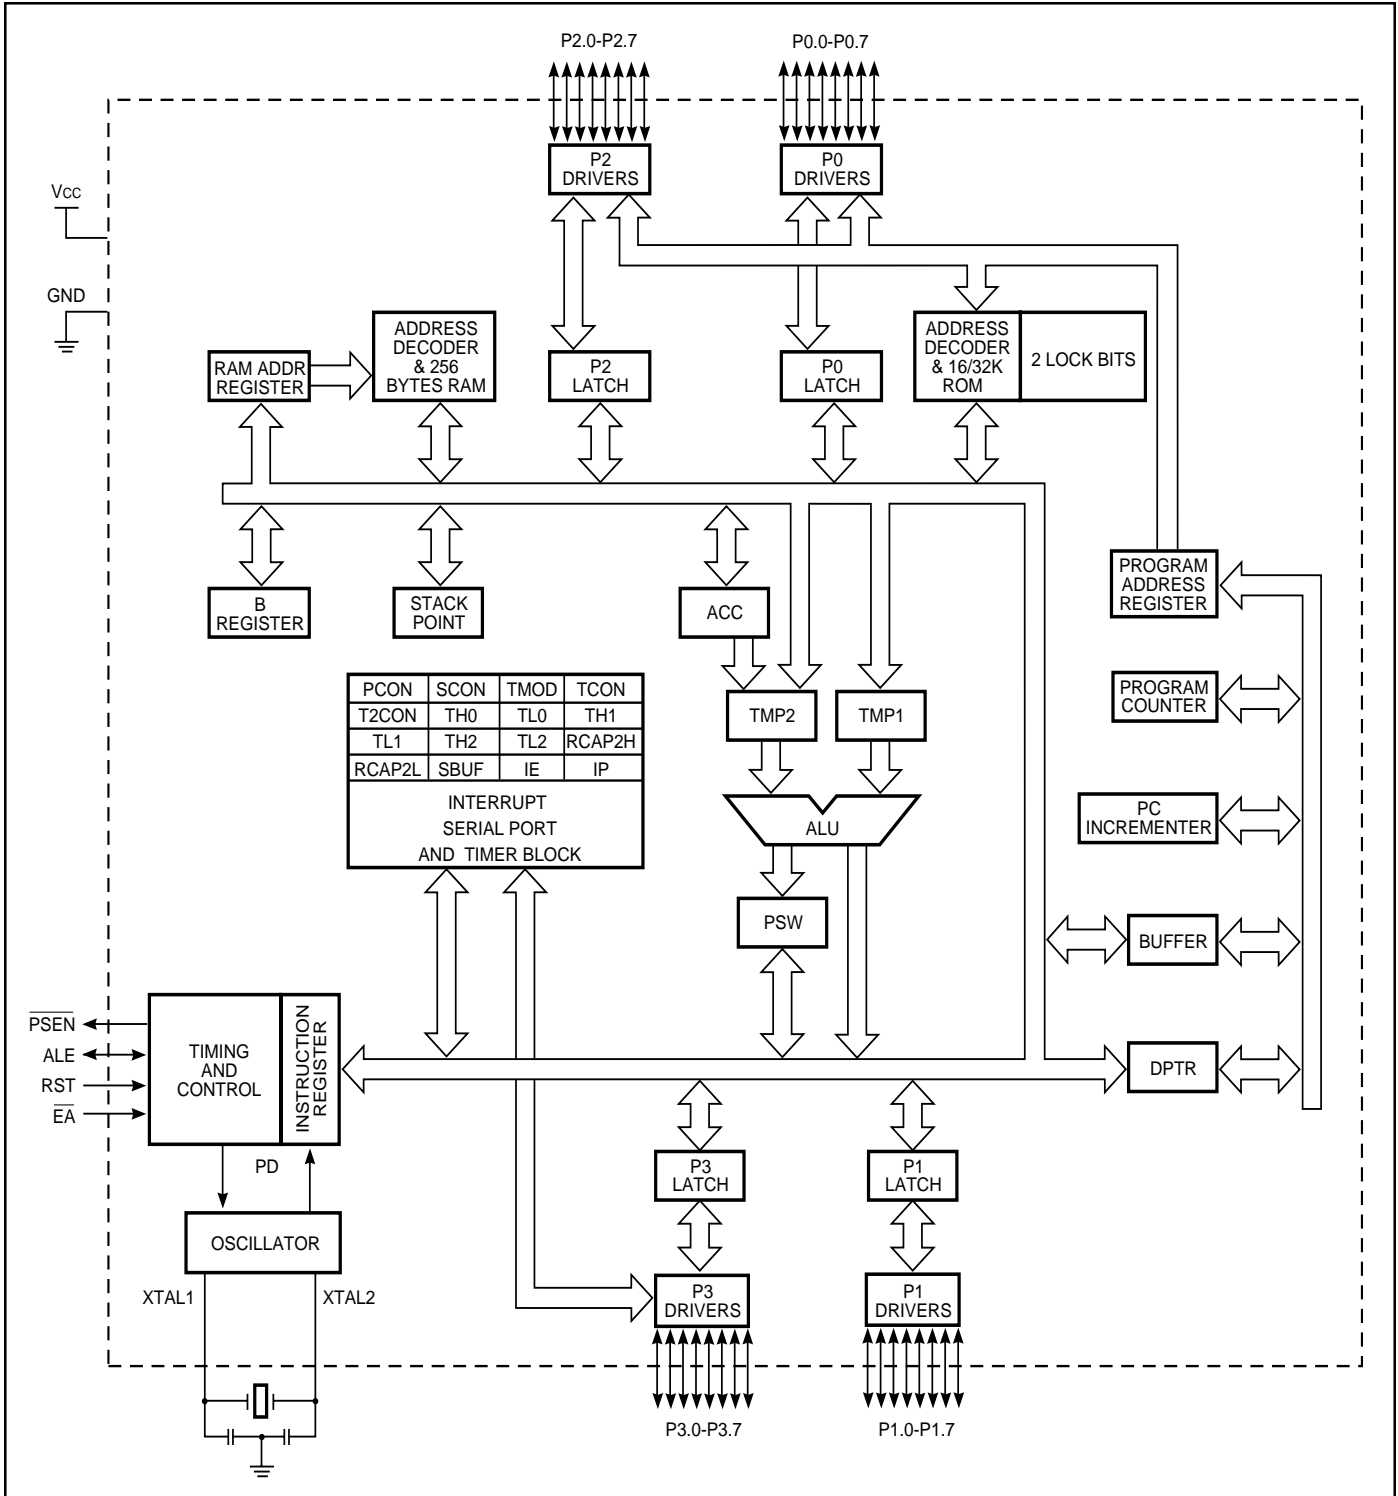 P2.0-P2.7
P0.0-P0.7
P2
DRIVERS
P0
DRIVERS
Vcc
GND
RAM ADDR
REGISTER
ADDRESS
DECODER
& 256
BYTES RAM
P2
LATCH
P0
LATCH
ADDRESS
DECODER
& 16/32K
ROM
2 LOCK BITS
B
REGISTER
STACK
POINT
ACC
PROGRAM
ADDRESS
REGISTER
PCON SCON TMOD TCON
T2CON TH0 TL0 TH1
TL1 TH2 TL2 RCAP2H
RCAP2L SBUF IE IP
INTERRUPT
SERIAL PORT
AND TIMER BLOCK
TMP2
TMP1
PROGRAM
COUNTER
ALU
PC
INCREMENTER
PSW
BUFFER
PSEN
ALE
RST
EA
TIMING
AND
CONTROL
INSTRUCTION
REGISTER
DPTR
PD
OSCILLATOR
P3
LATCH
P1
LATCH
XTAL1
XTAL2
P3
DRIVERS
P1
DRIVERS
P3.0-P3.7
P1.0-P1.7